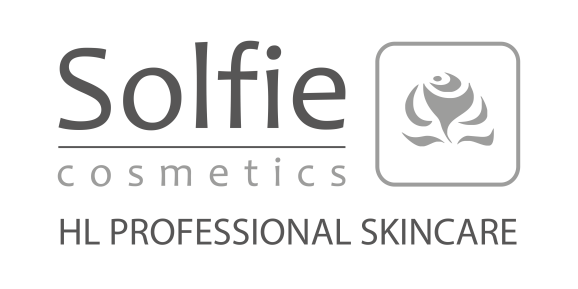 Solfie
cosmetics
HL PROFESSIONAL SKINCARE